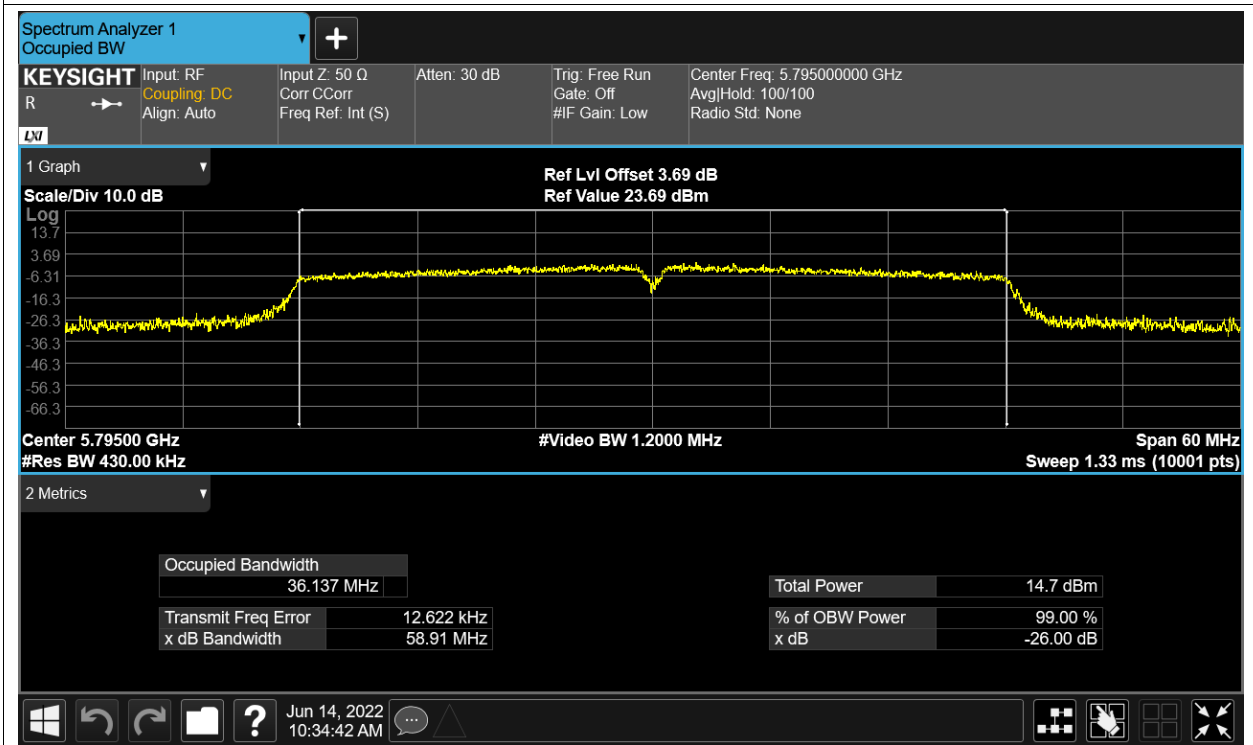 Spectrum Analyzer 1
Occupied BW
KEYSIGHT
R
LXI
Input: RF
Coupling: DC
Align: Auto
Input Z: 50 Ω
Corr CCorr
Freq Ref: Int (S)
Atten: 30 dB
Trig: Free Run
Gate: Off
#IF Gain: Low
Center Freq: 5.795000000 GHz
Avg|Hold: 100/100
Radio Std: None
1 Graph
Scale/Div 10.0 dB
Ref Lvl Offset 3.69 dB
Ref Value 23.69 dBm
Log
13.7
3.69
-6.31
-16.3
-26.3
-36.3
-46.3
-56.3
-66.3
Center 5.79500 GHz
#Video BW 1.2000 MHz
Span 60 MHz
#Res BW 430.00 kHz
Sweep 1.33 ms (10001 pts)
2 Metrics
Occupied Bandwidth
36.137 MHz
Transmit Freq Error 12.622 kHz
x dB Bandwidth 58.91 MHz
Total Power 14.7 dBm
% of OBW Power 99.00 %
x dB -26.00 dB
?
Jun 14, 2022
10:34:42 AM